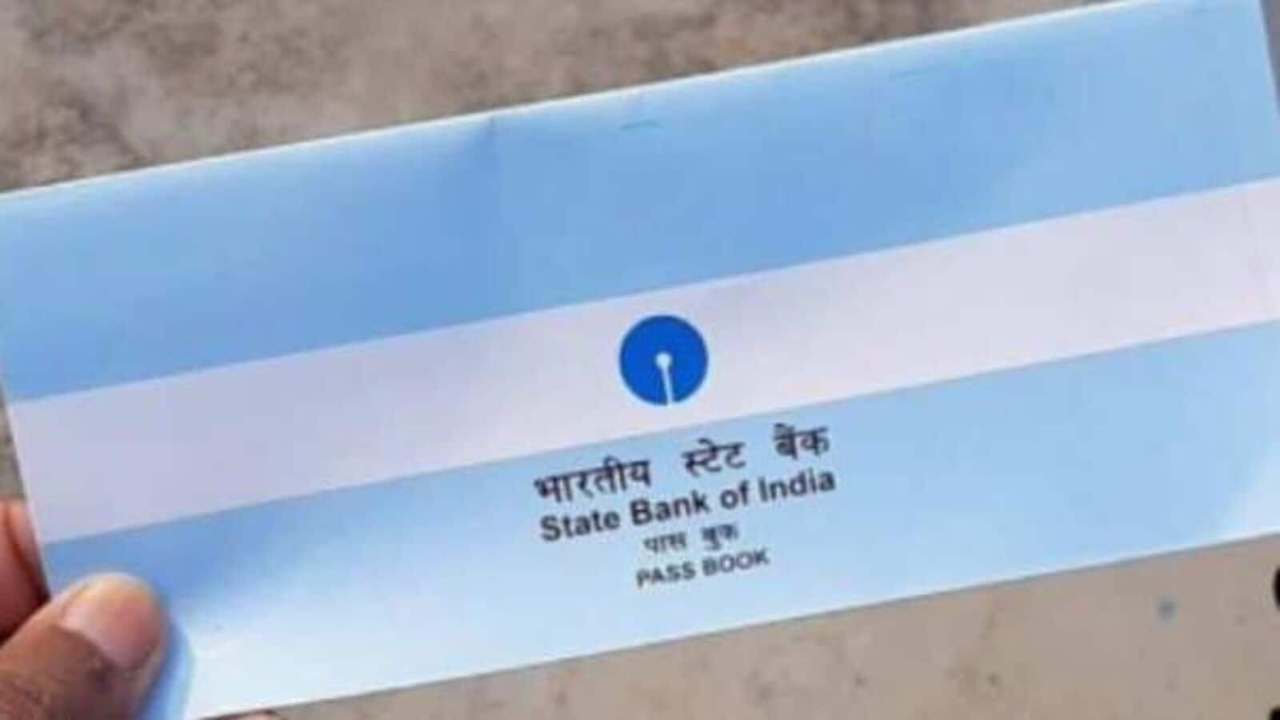 भारतीय स्टेट बैंक
State Bank of India
पास बुक
PASS BOOK